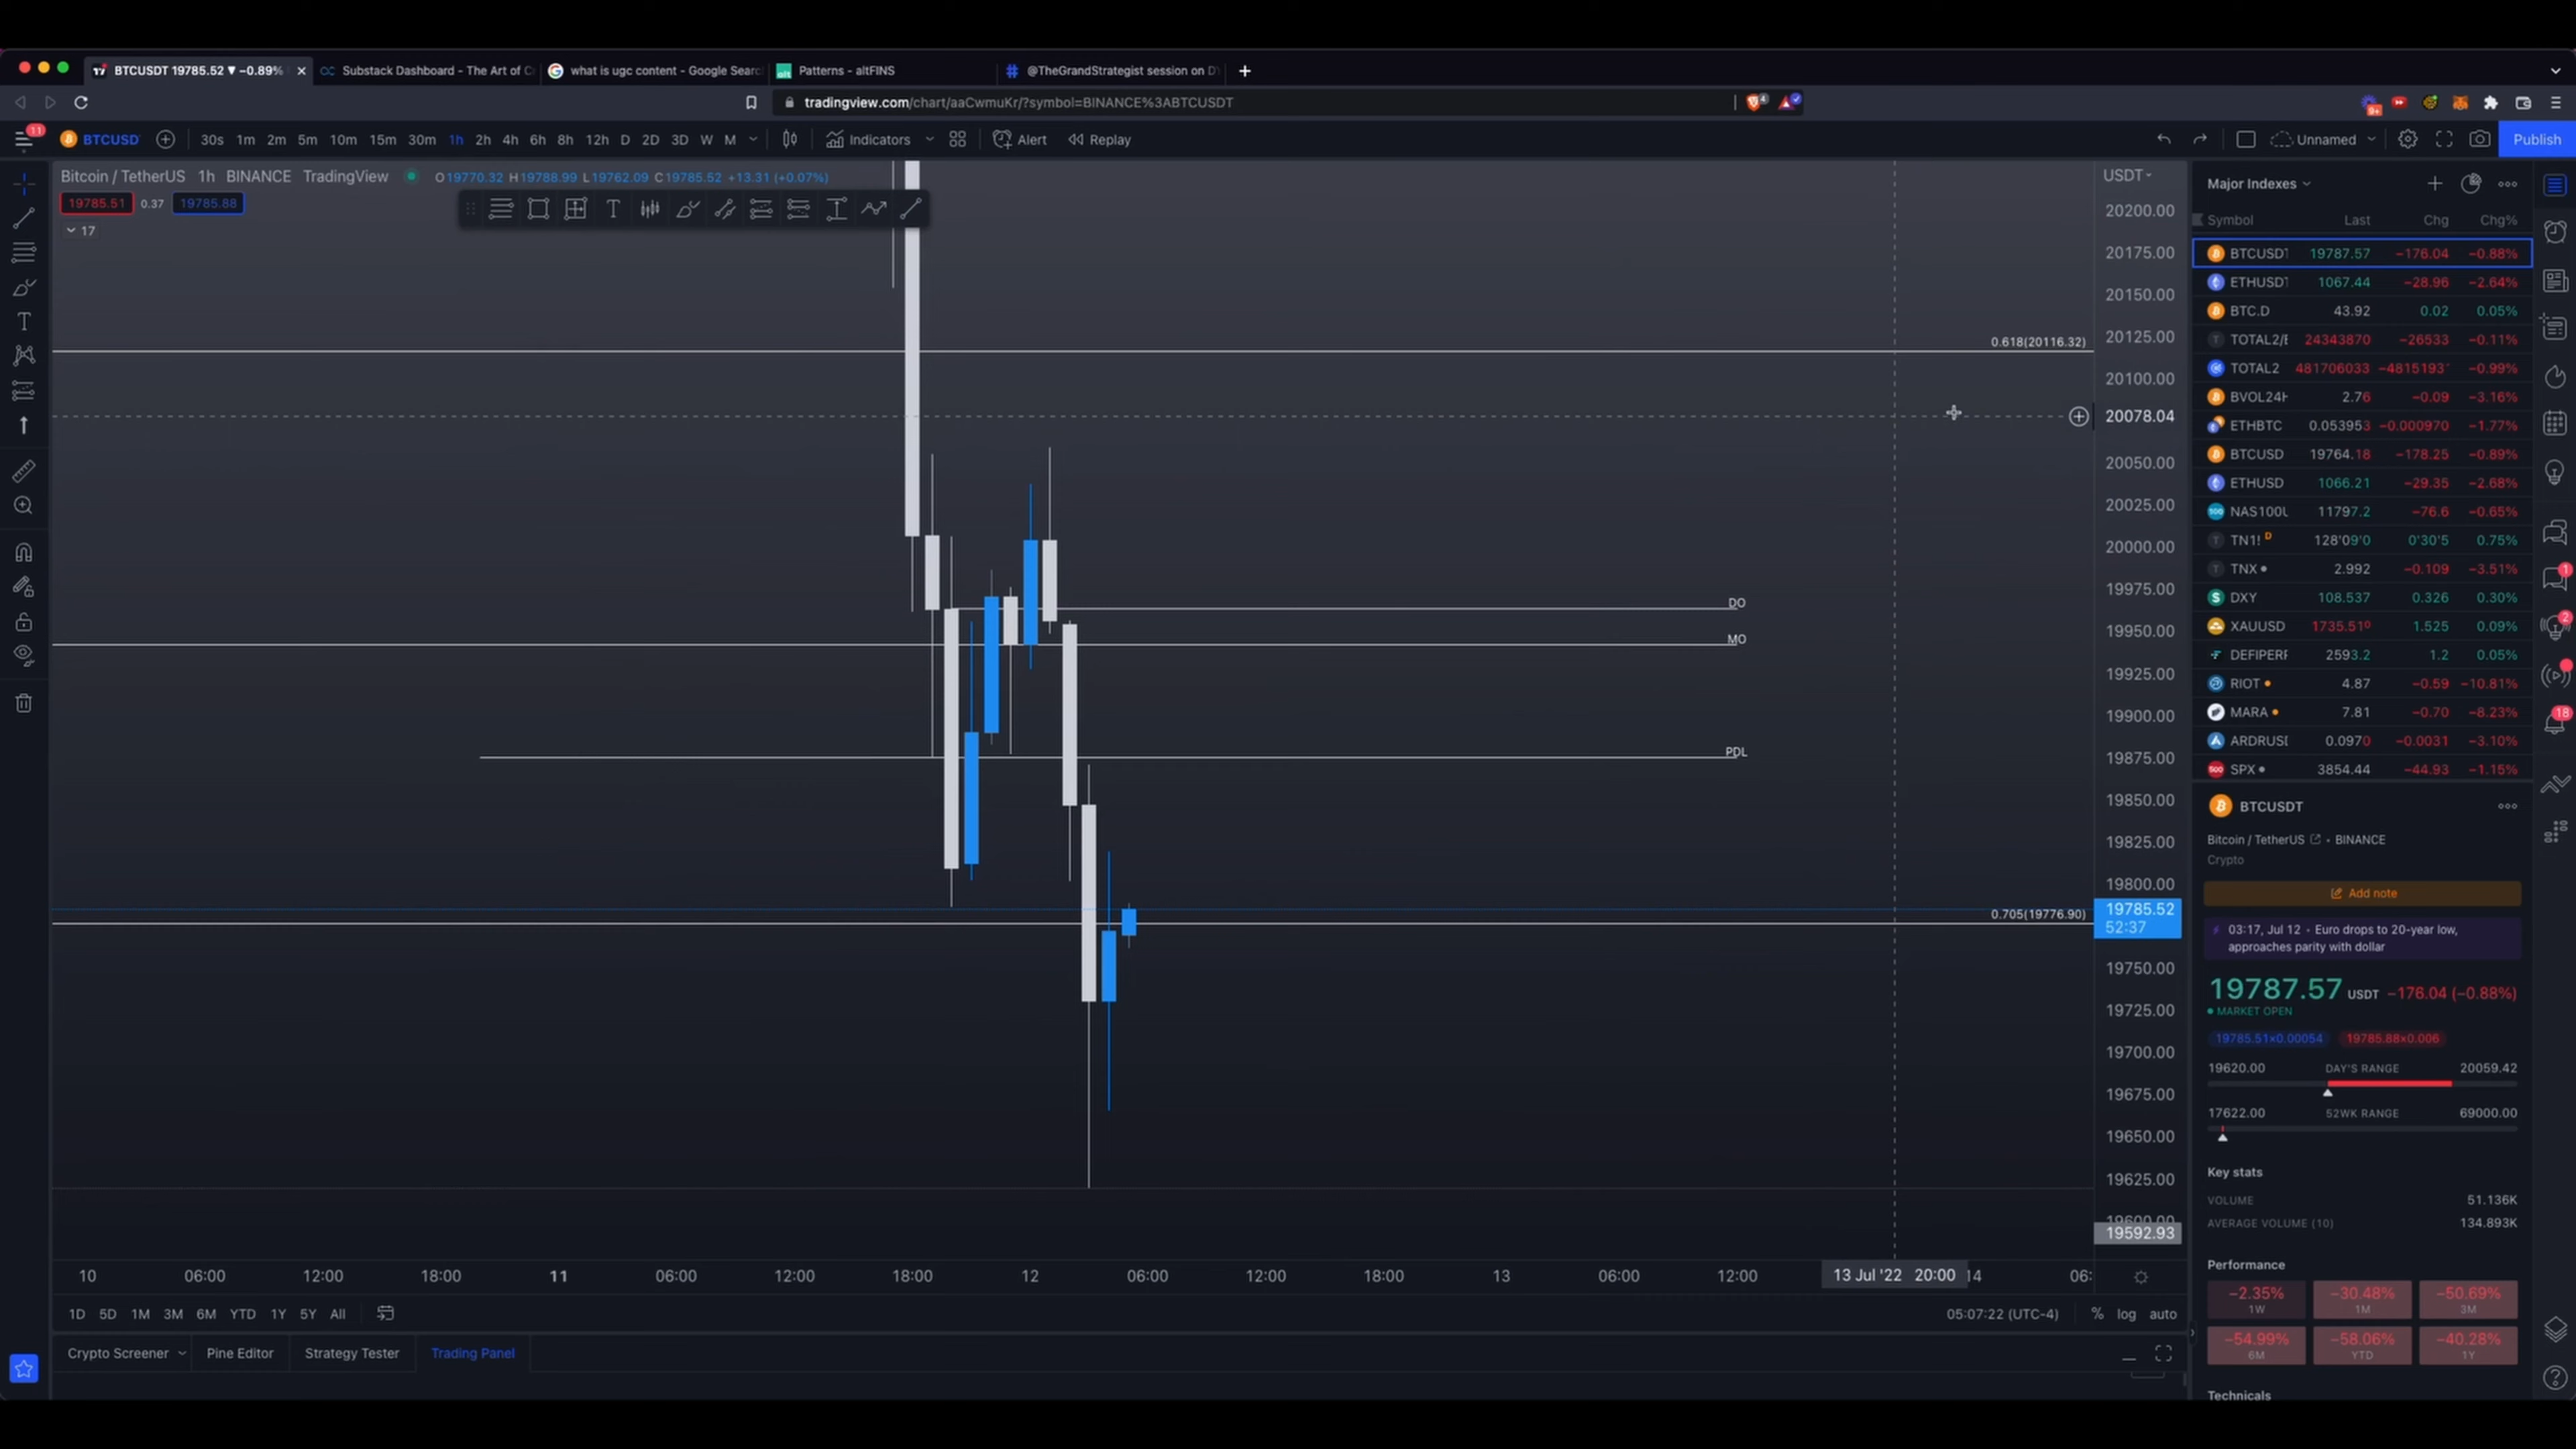 BTCUSDT 19785.52 ▼ −0.89%
Substack Dashboard - The Art of C
what is ugc content - Google Searc
Patterns - altFINS
@TheGrandStrategist session on D
tradingview.com/chart/aaCwmuKr/?symbol=BINANCE%3ABTCUSDT
11 BTCUSD 30s 1m 2m 5m 10m 15m 30m 1h 2h 4h 6h 8h 12h D 2D 3D W M Indicators Alert Replay Unnamed Publish
Bitcoin / TetherUS 1h BINANCE TradingView O19770.32 H19788.99 L19762.09 C19785.52 +13.31 (+0.07%)
19785.51 0.37 19785.88
17
USDT
20200.00
20175.00
20150.00
20125.00
20100.00
20078.04
20050.00
20025.00
20000.00
19975.00
19950.00
19925.00
19900.00
19875.00
19850.00
19825.00
19800.00
19785.52
52:37
19750.00
19725.00
19700.00
19675.00
19650.00
19625.00
19592.93
0.618(20116.32)
DO
MO
PDL
0.705(19776.90)
10 06:00 12:00 18:00 11 06:00 12:00 18:00 12 06:00 12:00 18:00 13 06:00 12:00 13 Jul '22 20:00 14 06:
1D 5D 1M 3M 6M YTD 1Y 5Y All 05:07:22 (UTC-4) % log auto
Crypto Screener Pine Editor Strategy Tester Trading Panel
Major Indexes
Symbol Last Chg Chg%
BTCUSDT 19787.57 −176.04 −0.88%
ETHUSDT 1067.44 −28.96 −2.64%
BTC.D 43.92 0.02 0.05%
TOTAL2/E 24343870 −26533 −0.11%
TOTAL2 481706033 −4815193 −0.99%
BVOL24H 2.76 −0.09 −3.16%
ETHBTC 0.053953 −0.000970 −1.77%
BTCUSD 19764.18 −178.25 −0.89%
ETHUSD 1066.21 −29.35 −2.68%
NAS100U 11797.2 −76.6 −0.65%
TN1! D 128'09'0 0'30'5 0.75%
TNX 2.992 −0.109 −3.51%
DXY 108.537 0.326 0.30%
XAUUSD 1735.510 1.525 0.09%
DEFIPERF 2593.2 1.2 0.05%
RIOT 4.87 −0.59 −10.81%
MARA 7.81 −0.70 −8.23%
ARDRUSD 0.0970 −0.0031 −3.10%
SPX 3854.44 −44.93 −1.15%
BTCUSDT
Bitcoin / TetherUS • BINANCE
Crypto
Add note
03:17, Jul 12 • Euro drops to 20-year low,
approaches parity with dollar
19787.57 USDT −176.04 (−0.88%)
MARKET OPEN
19785.51×0.00054 19785.88×0.006
19620.00 DAY'S RANGE 20059.42
17622.00 52WK RANGE 69000.00
Key stats
VOLUME 51.136K
AVERAGE VOLUME (10) 134.893K
Performance
−2.35% −30.48% −50.69%
1W 1M 3M
−54.99% −58.06% −40.28%
6M YTD 1Y
Technicals